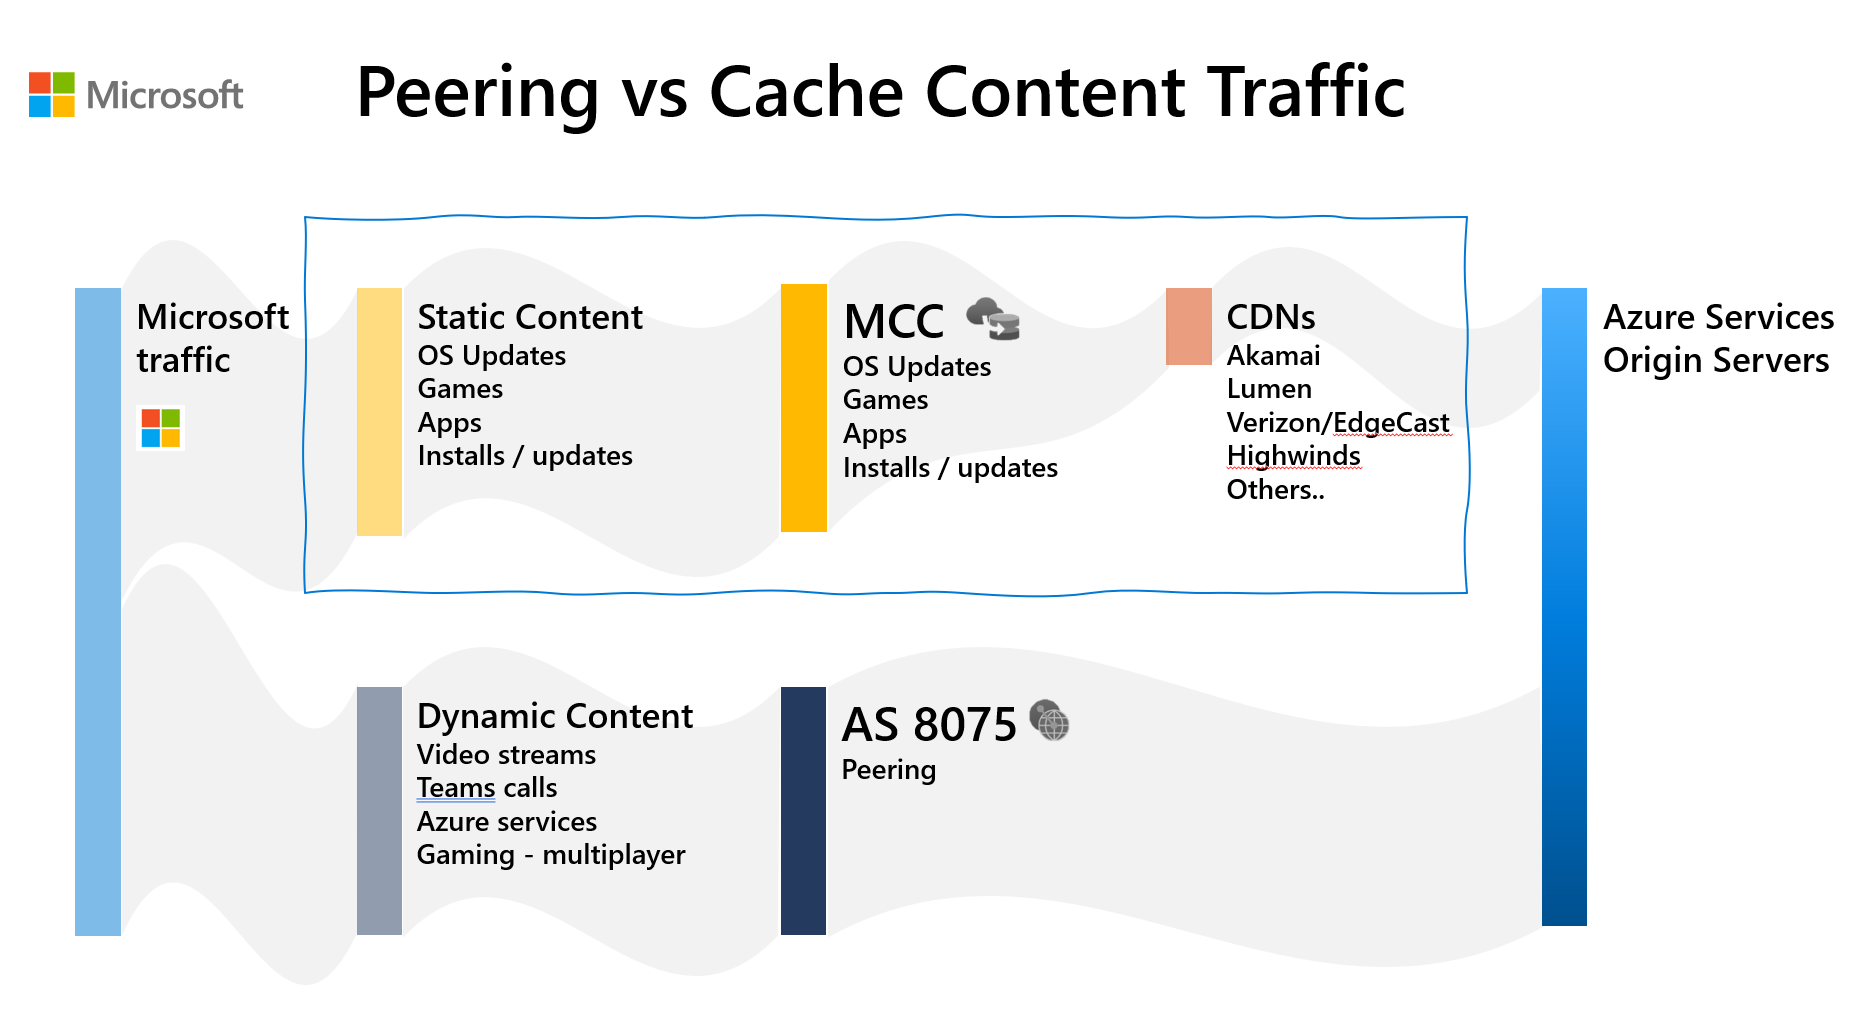 Microsoft
Peering vs Cache Content Traffic
Microsoft
traffic
Static Content
OS Updates
Games
Apps
Installs / updates
MCC
OS Updates
Games
Apps
Installs / updates
CDNs
Akamai
Lumen
Verizon/EdgeCast
Highwinds
Others..
Azure Services
Origin Servers
Dynamic Content
Video streams
Teams calls
Azure services
Gaming - multiplayer
AS 8075
Peering